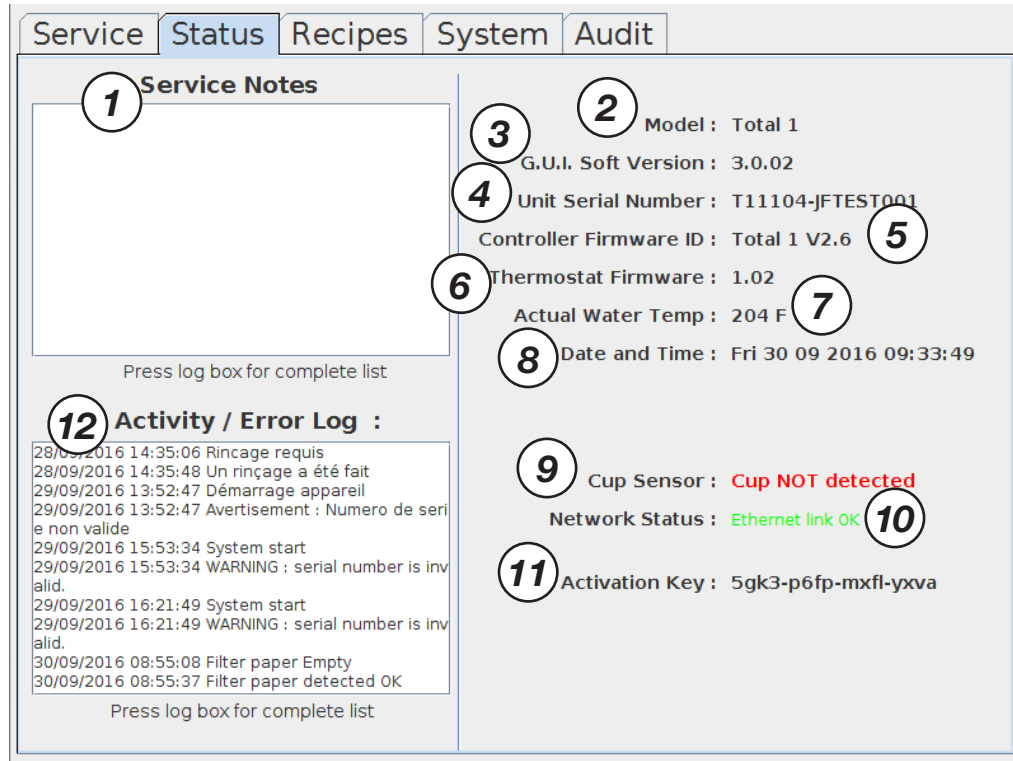 Service Status Recipes System Audit
1 Service Notes
Press log box for complete list
12 Activity / Error Log :
28/09/2016 14:35:06 Rincage requis
28/09/2016 14:35:48 Un rinçage a été fait
29/09/2016 13:52:47 Démarrage appareil
29/09/2016 13:52:47 Avertisement : Numero de seri
e non valide
29/09/2016 15:53:34 System start
29/09/2016 15:53:34 WARNING : serial number is inv
alid.
29/09/2016 16:21:49 System start
29/09/2016 16:21:49 WARNING : serial number is inv
alid.
30/09/2016 08:55:08 Filter paper Empty
30/09/2016 08:55:37 Filter paper detected OK
Press log box for complete list
2 Model : Total 1
3 G.U.I. Soft Version : 3.0.02
4 Unit Serial Number : T11104-JFTEST001
Controller Firmware ID : Total 1 V2.6 5
6 Thermostat Firmware : 1.02
Actual Water Temp : 204 F 7
8 Date and Time : Fri 30 09 2016 09:33:49
9 Cup Sensor : Cup NOT detected
Network Status : Ethernet link OK 10
11 Activation Key : 5gk3-p6fp-mxfl-yxva